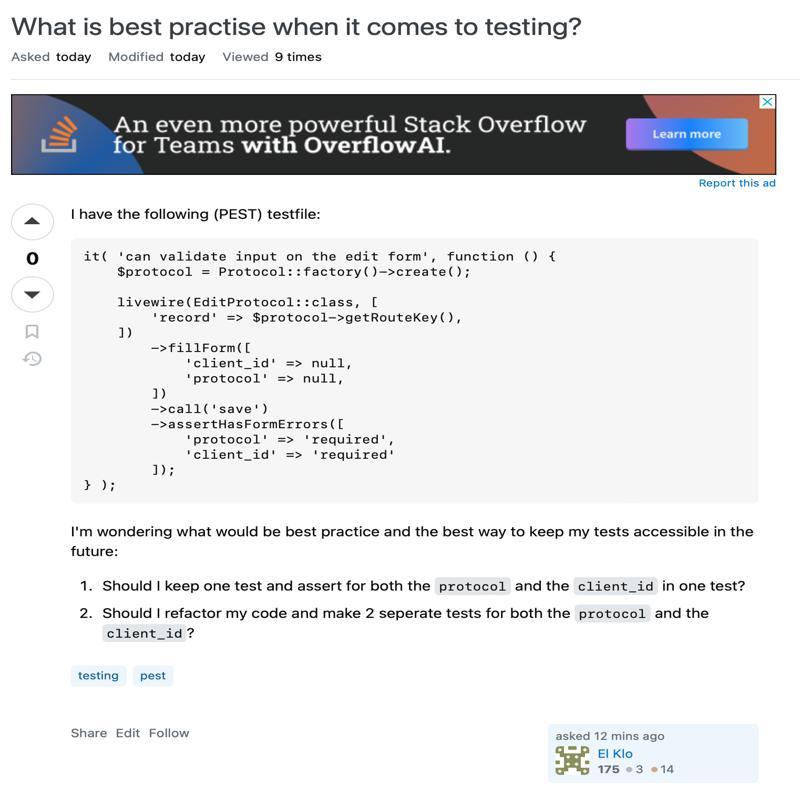 What is best practise when it comes to testing?
Asked today Modified today Viewed 9 times
An even more powerful Stack Overflow
for Teams with OverflowAI.
Learn more
Report this ad
I have the following (PEST) testfile:
0
it( 'can validate input on the edit form', function () {
    $protocol = Protocol::factory()->create();
    livewire(EditProtocol::class, [
        'record' => $protocol->getRouteKey(),
    ])
        ->fillForm([
            'client_id' => null,
            'protocol' => null,
        ])
        ->call('save')
        ->assertHasFormErrors([
            'protocol' => 'required',
            'client_id' => 'required'
        ]);
} );
I'm wondering what would be best practice and the best way to keep my tests accessible in the
future:
1. Should I keep one test and assert for both the protocol and the client_id in one test?
2. Should I refactor my code and make 2 seperate tests for both the protocol and the
client_id ?
testing pest
Share Edit Follow
asked 12 mins ago
El Klo
175 ● 3 ● 14